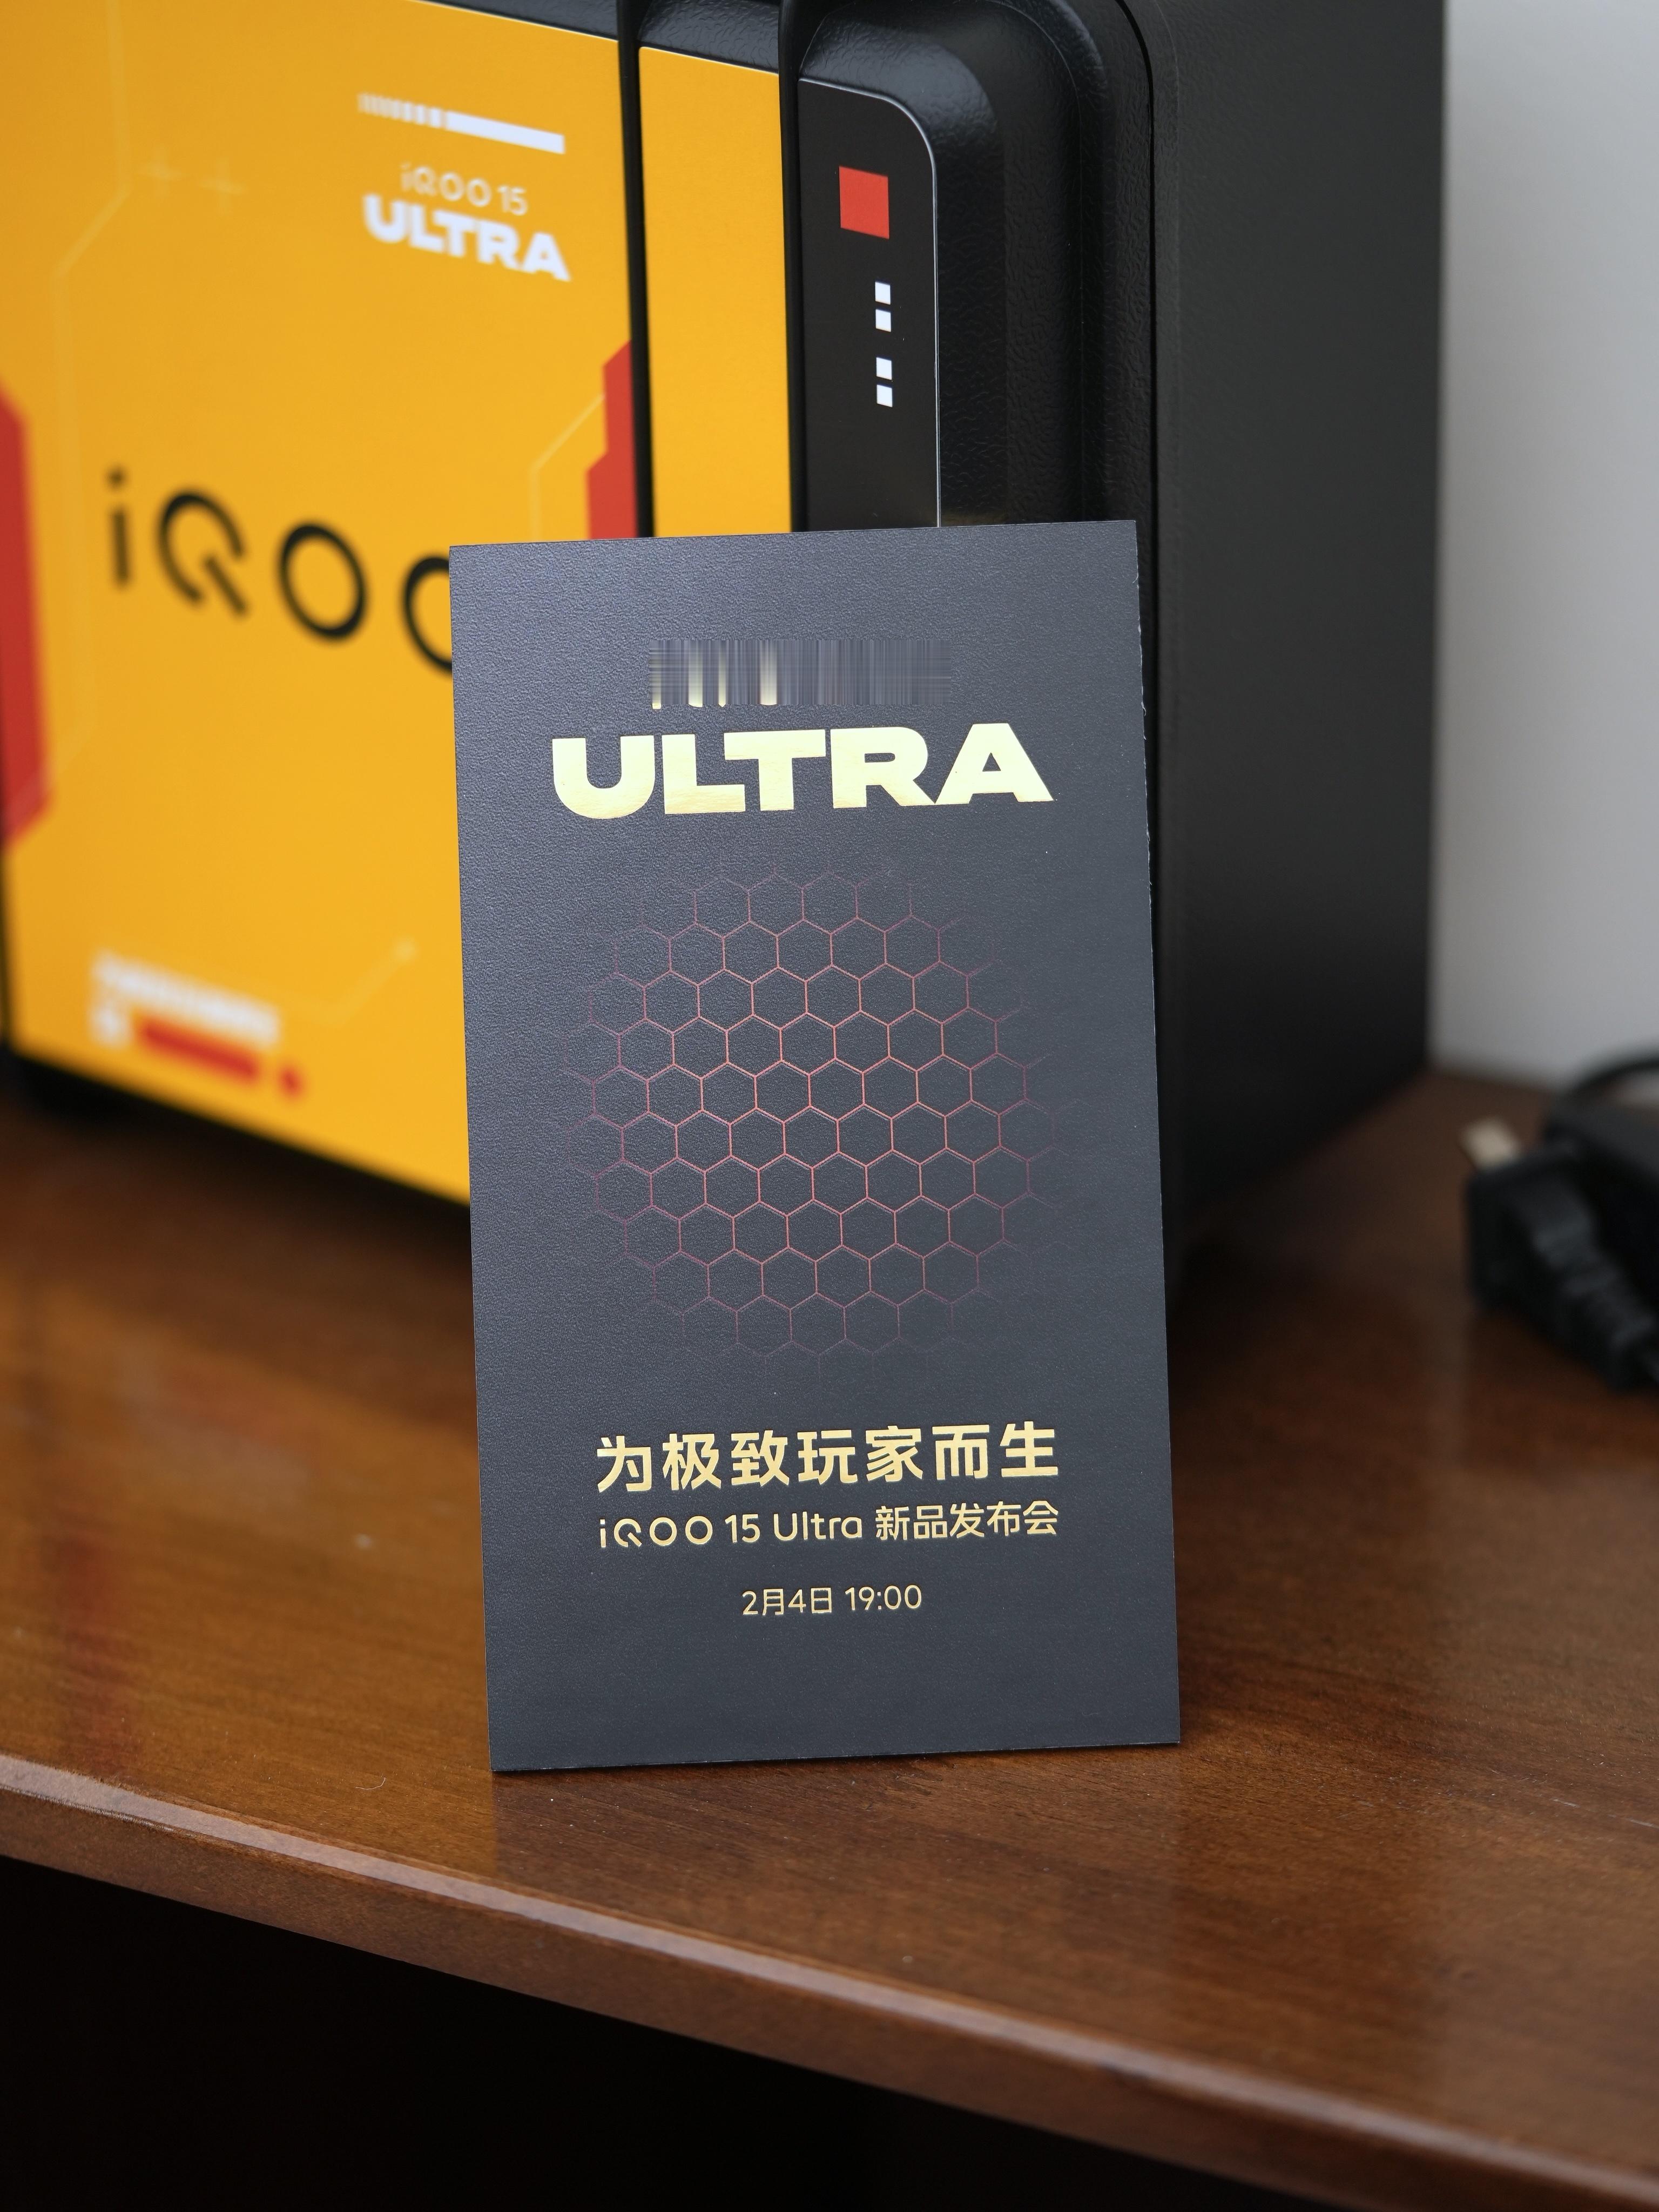 iQOO 15
ULTRA
iQOO
ULTRA
为极致玩家而生
iQOO 15 Ultra 新品发布会
2月4日 19:00